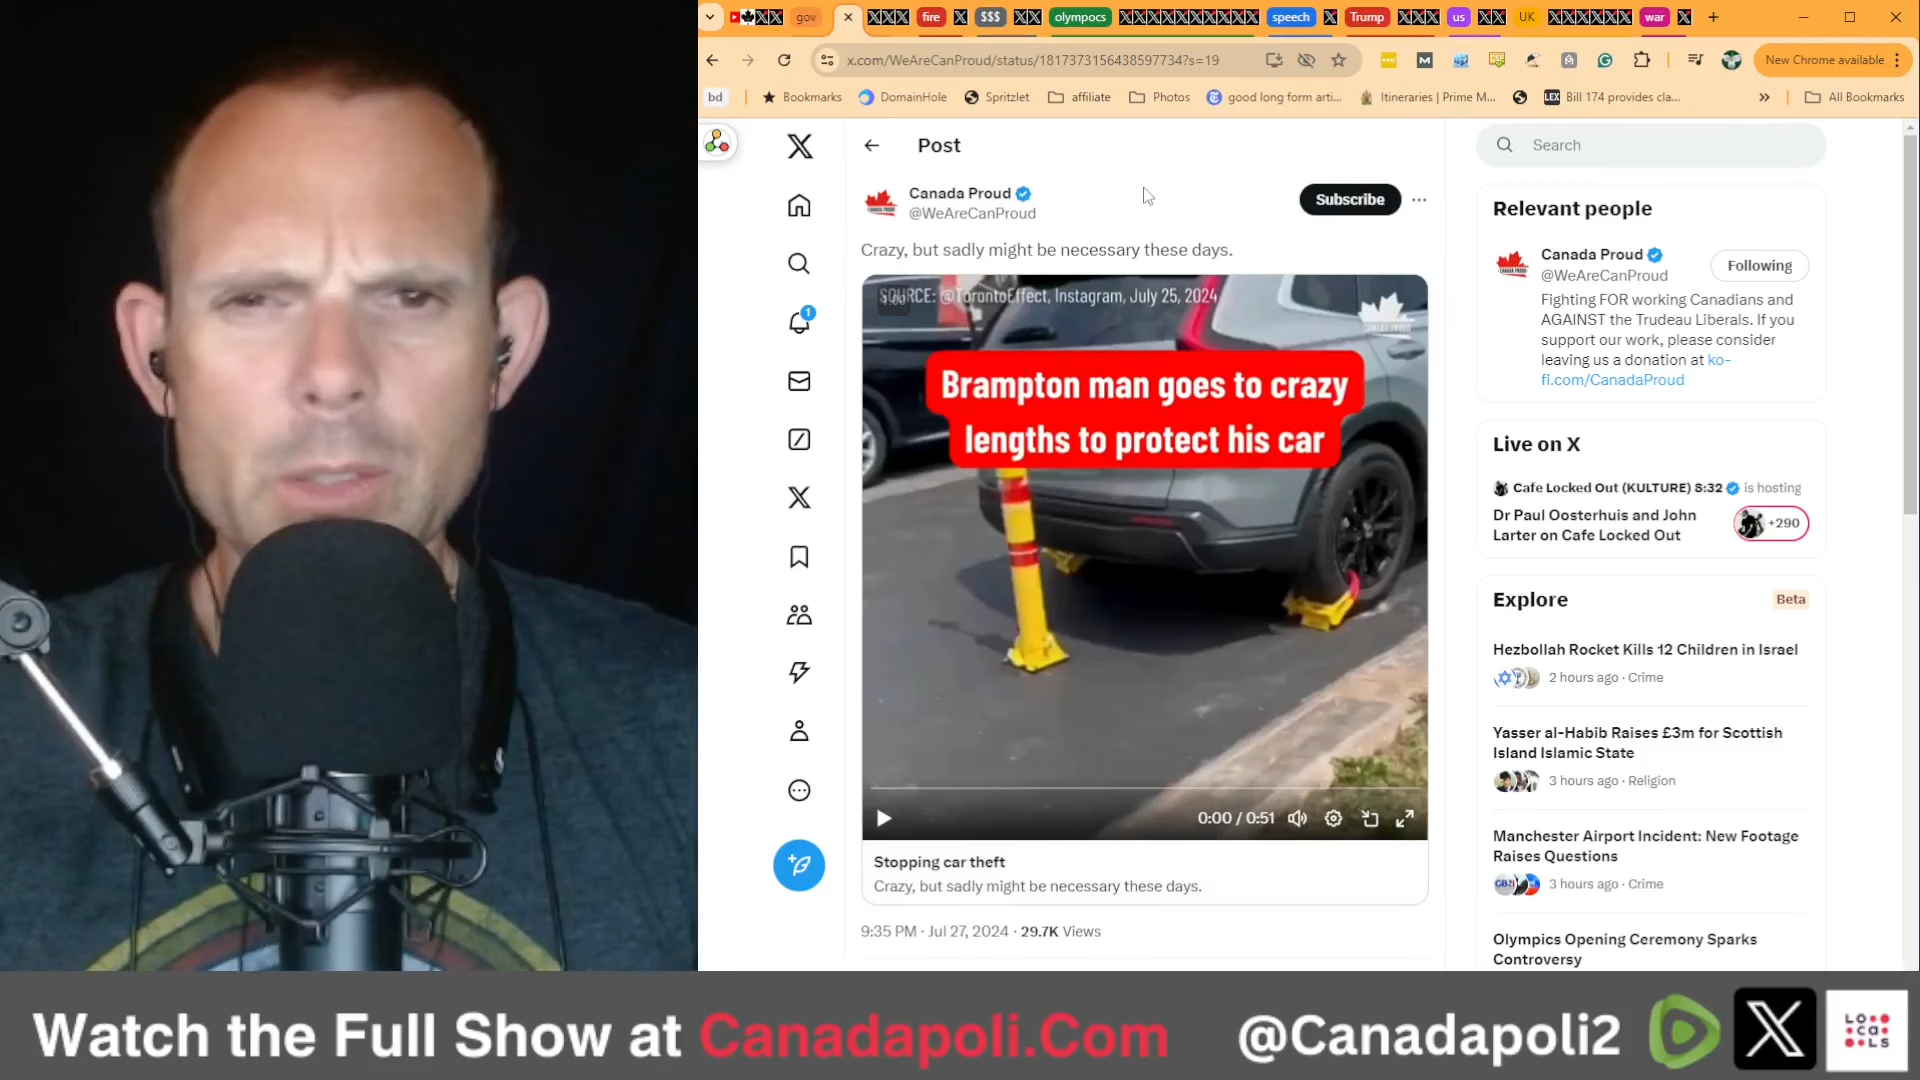 gov
fire
$$$
olympocs
speech
Trump
us
UK
war
x.com/WeAreCanProud/status/1817373156438597734?s=19
New Chrome available
bd
Bookmarks
DomainHole
Spritzlet
affiliate
Photos
good long form arti...
Itineraries | Prime M...
LEX
Bill 174 provides cla...
All Bookmarks
Post
Search
Canada Proud
@WeAreCanProud
Subscribe
Crazy, but sadly might be necessary these days.
SOURCE: @TorontoEffect, Instagram, July 25, 2024
CANADA PROUD
Brampton man goes to crazy
lengths to protect his car
0:00 / 0:51
Stopping car theft
Crazy, but sadly might be necessary these days.
9:35 PM · Jul 27, 2024 · 29.7K Views
1
Relevant people
Canada Proud
@WeAreCanProud
Following
Fighting FOR working Canadians and
AGAINST the Trudeau Liberals. If you
support our work, please consider
leaving us a donation at ko-
fi.com/CanadaProud
Live on X
Cafe Locked Out (KULTURE) 8:32 is hosting
Dr Paul Oosterhuis and John
Larter on Cafe Locked Out
+290
Explore
Beta
Hezbollah Rocket Kills 12 Children in Israel
2 hours ago · Crime
Yasser al-Habib Raises £3m for Scottish
Island Islamic State
3 hours ago · Religion
Manchester Airport Incident: New Footage
Raises Questions
3 hours ago · Crime
Olympics Opening Ceremony Sparks
Controversy
Watch the Full Show at Canadapoli.Com
@Canadapoli2
LOCALS